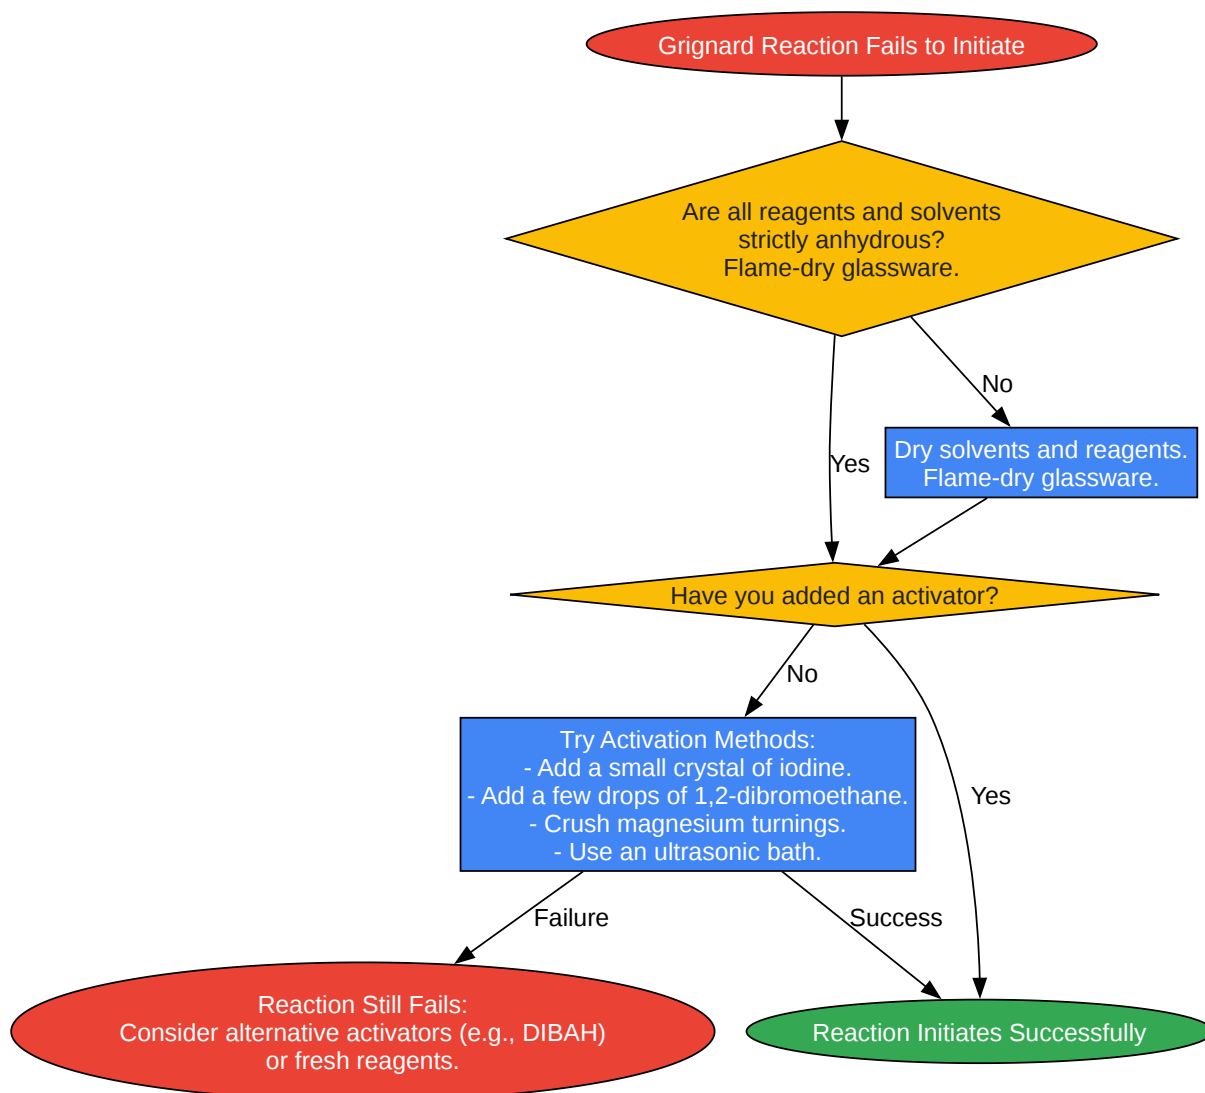 Grignard Reaction Fails to Initiate
Are all reagents and solvents
strictly anhydrous?
Flame-dry glassware.
No
Dry solvents and reagents.
Flame-dry glassware.
Yes
Have you added an activator?
No
Try Activation Methods:
- Add a small crystal of iodine.
- Add a few drops of 1,2-dibromoethane.
- Crush magnesium turnings.
- Use an ultrasonic bath.
Yes
Failure
Success
Reaction Still Fails:
Consider alternative activators (e.g., DIBAH)
or fresh reagents.
Reaction Initiates Successfully